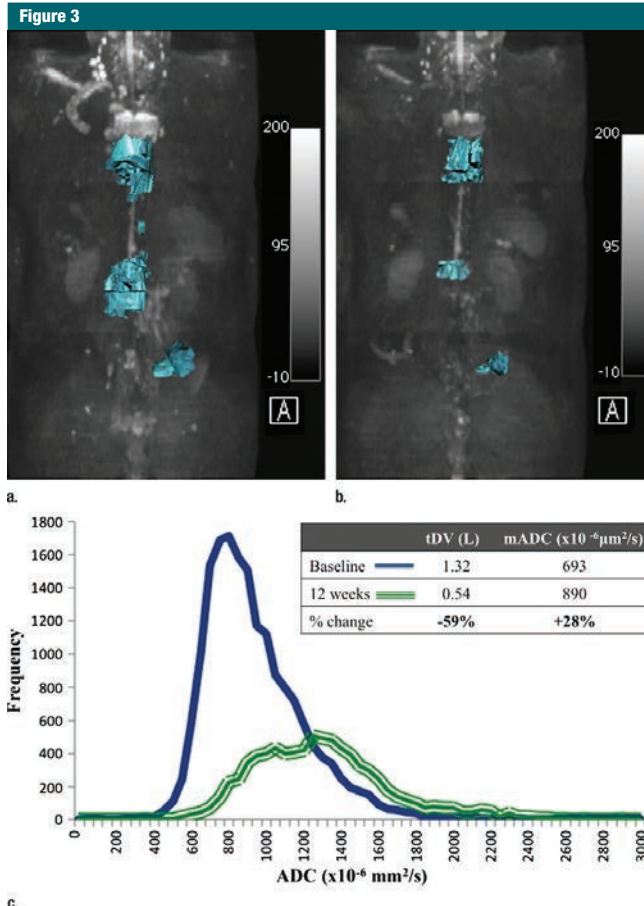 Figure 3
200
95
-10
A
200
95
-10
A
a.
b.
tDV (L) mADC (x10 -6μm²/s)
Baseline 1.32 693
12 weeks 0.54 890
% change -59% +28%
1800
1600
1400
1200
1000
800
600
400
200
0
Frequency
0 200 400 600 800 1000 1200 1400 1600 1800 2000 2200 2400 2600 2800 3000
ADC (x10-6 mm²/s)
c.